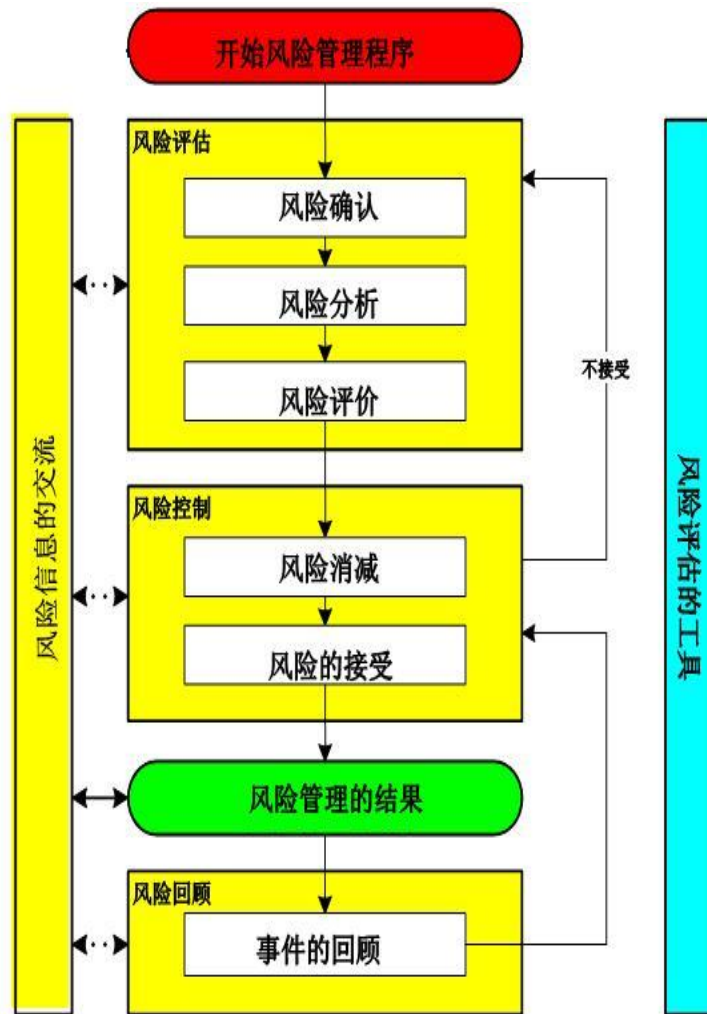 开始风险管理程序
风险评估
风险确认
风险分析
风险评价
不接受
风险信息的交流
风险控制
风险消减
风险的接受
风险评估的工具
风险管理的结果
风险回顾
事件的回顾